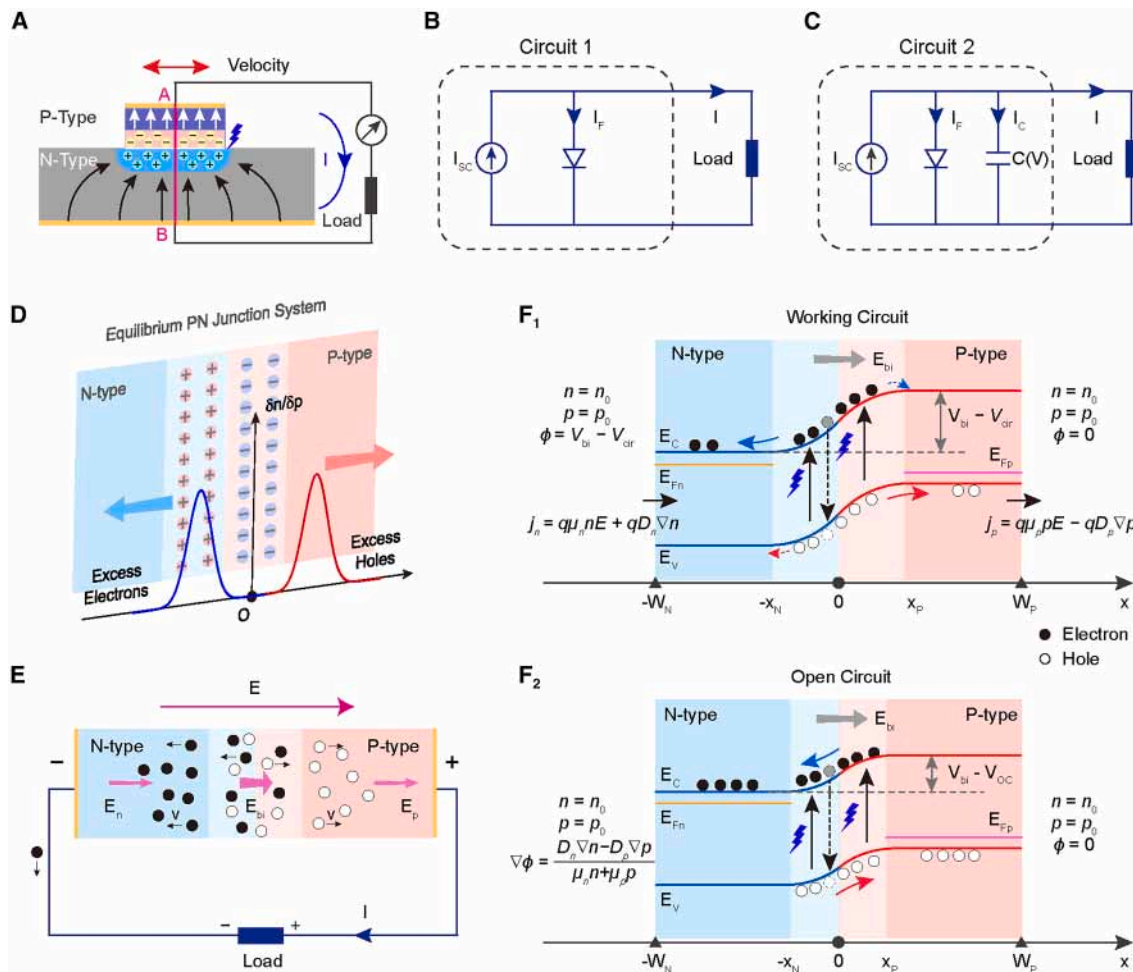 A
Velocity
A
P-Type
N-Type
I
Load
B
B
Circuit 1
I_SC
I_F
I
Load
C
Circuit 2
I_SC
I_F
I_C
C(V)
I
Load
D
Equilibrium PN Junction System
N-type
P-type
δn/δp
Excess
Electrons
Excess
Holes
O
E
E
N-type
P-type
−
+
E_n
V
E_bi
V
E_p
I
− +
Load
F₁
Working Circuit
N-type
P-type
E_bi
n = n₀
p = p₀
ϕ = V_bi − V_cir
E_C
E_Fn
V_bi − V_cir
E_Fp
n = n₀
p = p₀
ϕ = 0
j_n = qμ_n nE + qD_n∇n
j_p = qμ_p pE − qD_p∇p
E_V
-W_N
-x_N
0
x_P
W_P
x
Electron
Hole
F₂
Open Circuit
N-type
P-type
E_bi
E_C
E_Fn
V_bi − V_OC
E_Fp
n = n₀
p = p₀
∇ϕ = (D_n∇n−D_p∇p)/(μ_n n+μ_p p)
n = n₀
p = p₀
ϕ = 0
E_V
-W_N
-x_N
0
x_P
W_P
x